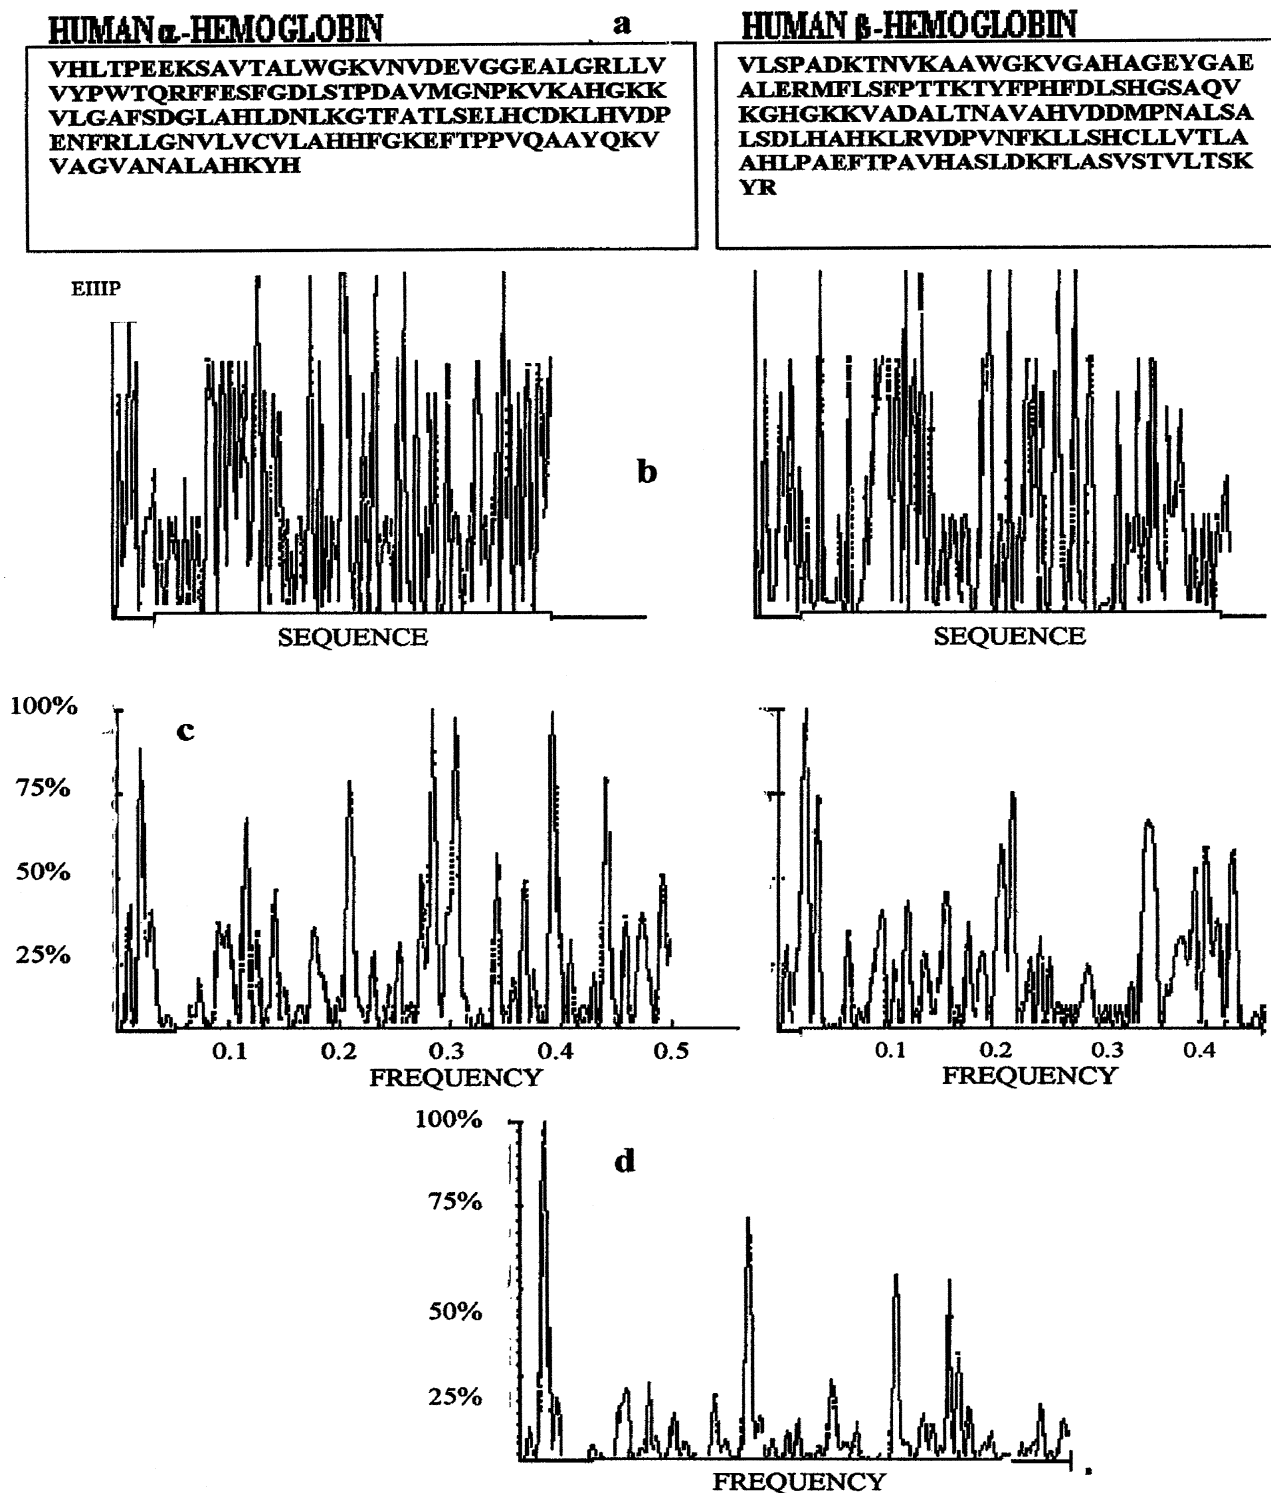 HUMAN α-HEMOGLOBIN
a
HUMAN β-HEMOGLOBIN
VHLTPEEKSAVTALWGKVNVDEVGGEALGRLLV
VYPWTQRFFESFGDLSTPDAVMGNPKVKAHGKK
VLGAFSDGLAHLDNLKGTFATLSELHCDKLHVDP
ENFRLLGNVLVCVLAHHFGKEFTPPVQAAYQKV
VAGVANALAHKYH
VLSPADKTNVKAAWGKVGAHAGEYGAE
ALERMFLSFPTTKTYFPHFDLSHGSAQV
KGHGKKVADALTNAVAHVDDMPNALSA
LSDLHAHKLRVDPVNFKLLSHCLLVTLA
AHLPAEFTPAVHASLDKFLASVSTVLTSK
YR
EIIIP
b
SEQUENCE
SEQUENCE
100%
c
75%
50%
25%
0.1 0.2 0.3 0.4 0.5
FREQUENCY
0.1 0.2 0.3 0.4
FREQUENCY
100%
d
75%
50%
25%
FREQUENCY